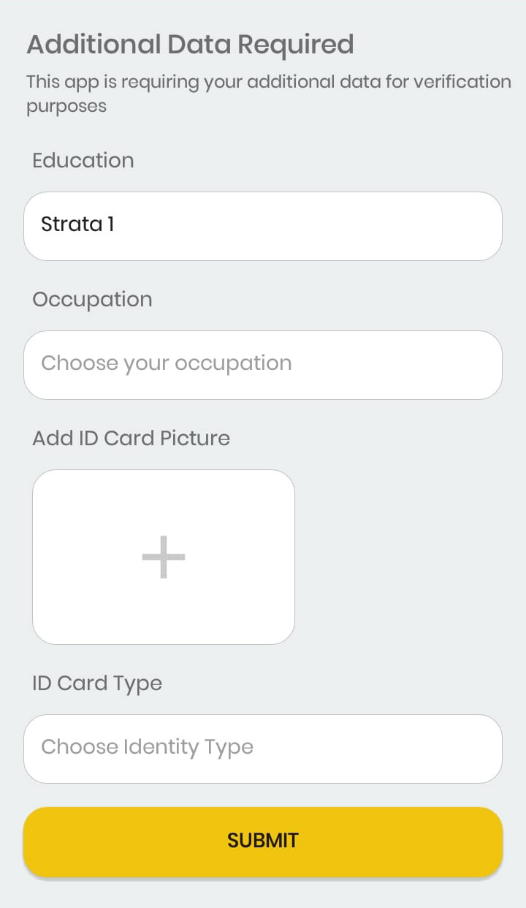 Additional Data Required
This app is requiring your additional data for verification
purposes
Education
Strata 1
Occupation
Choose your occupation
Add ID Card Picture
ID Card Type
Choose Identity Type
SUBMIT